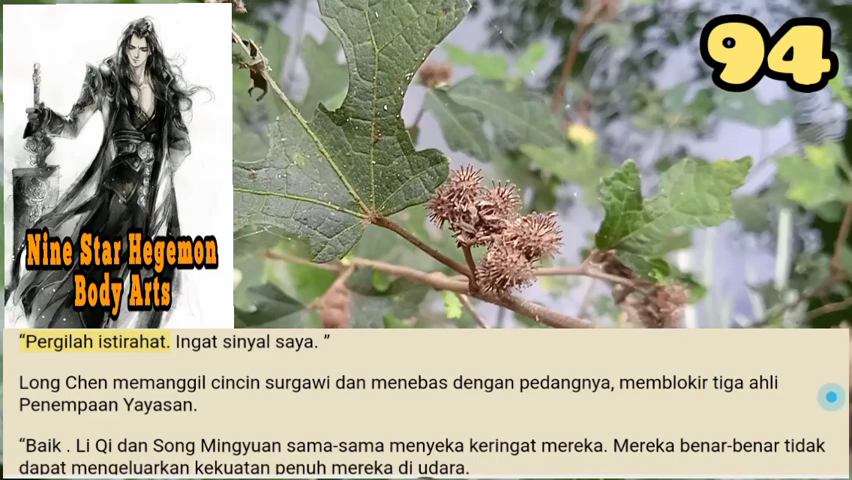 94
Nine Star Hegemon
Body Arts
“Pergilah istirahat. Ingat sinyal saya. ”
Long Chen memanggil cincin surgawi dan menebas dengan pedangnya, memblokir tiga ahli
Penempaan Yayasan.
“Baik . Li Qi dan Song Mingyuan sama-sama menyeka keringat mereka. Mereka benar-benar tidak
dapat mengeluarkan kekuatan penuh mereka di udara.